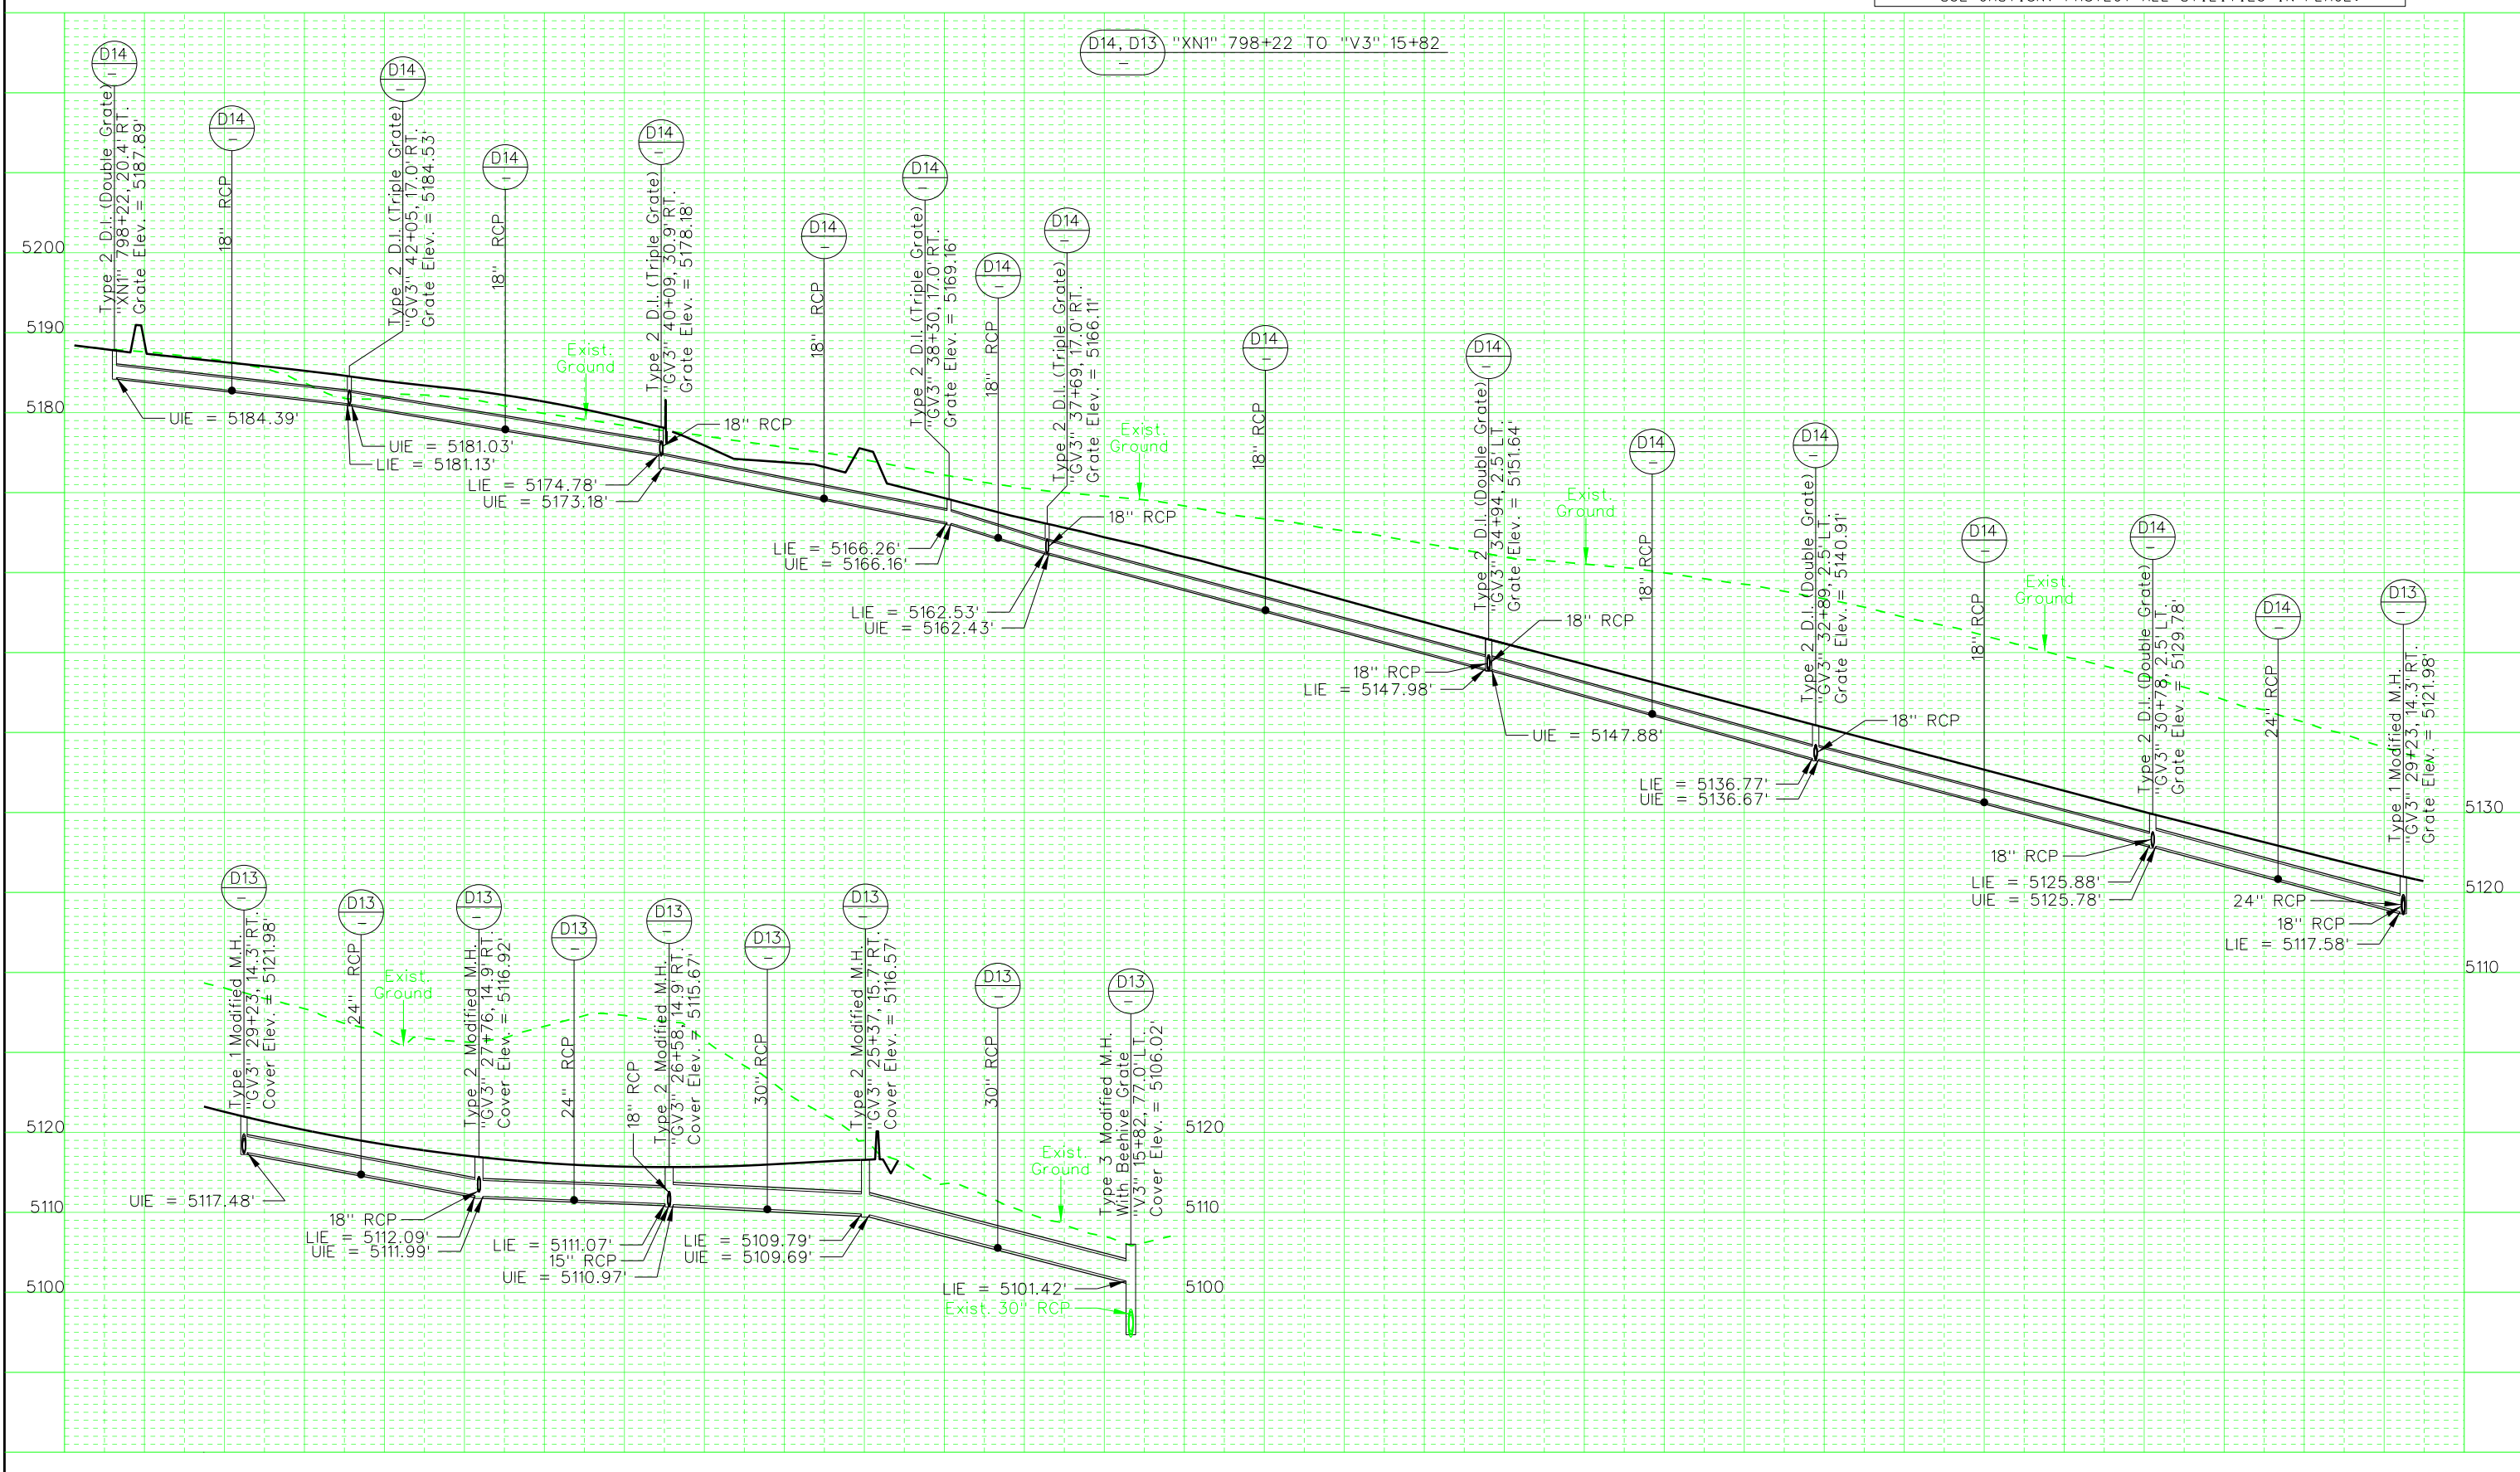 D14, D13
–
"XN1" 798+22 TO "V3" 15+82
D14
–
Type 2 D.I. (Double Grate)
"XN1" 798+22, 20.4' RT.
Grate Elev. = 5187.89'
D14
–
18" RCP
D14
–
Type 2 D.I. (Triple Grate)
"GV3" 42+05, 17.0' RT.
Grate Elev. = 5184.53'
D14
–
18" RCP
D14
–
Type 2 D.I. (Triple Grate)
"GV3" 40+09, 30.9' RT.
Grate Elev. = 5178.18'
D14
–
18" RCP
D14
–
Type 2 D.I. (Triple Grate)
"GV3" 38+30, 17.0' RT.
Grate Elev. = 5169.16'
D14
–
18" RCP
D14
–
Type 2 D.I. (Triple Grate)
"GV3" 37+69, 17.0' RT.
Grate Elev. = 5166.11'
D14
–
18" RCP
D14
–
Type 2 D.I. (Double Grate)
"GV3" 34+94, 2.5' LT.
Grate Elev. = 5151.64'
D14
–
18" RCP
D14
–
Type 2 D.I. (Double Grate)
"GV3" 32+89, 2.5' LT.
Grate Elev. = 5140.91'
D14
–
18" RCP
D14
–
Type 2 D.I. (Double Grate)
"GV3" 30+78, 2.5' LT.
Grate Elev. = 5129.78'
D14
–
24" RCP
D13
–
Type 1 Modified M.H.
"GV3" 29+23, 14.3' RT.
Grate Elev. = 5121.98'
5200
5190
5180
Exist.
Ground
Exist.
Ground
Exist.
Ground
Exist.
Ground
UIE = 5184.39'
UIE = 5181.03'
LIE = 5181.13'
18" RCP
LIE = 5174.78'
UIE = 5173.18'
18" RCP
LIE = 5166.26'
UIE = 5166.16'
LIE = 5162.53'
UIE = 5162.43'
18" RCP
18" RCP
LIE = 5147.98'
UIE = 5147.88'
18" RCP
LIE = 5136.77'
UIE = 5136.67'
18" RCP
LIE = 5125.88'
UIE = 5125.78'
24" RCP
18" RCP
LIE = 5117.58'
5130
5120
5110
D13
–
Type 1 Modified M.H.
"GV3" 29+23, 14.3' RT.
Cover Elev. = 5121.98'
D13
–
24" RCP
Exist.
Ground
D13
–
Type 2 Modified M.H.
"GV3" 27+76, 14.9' RT.
Cover Elev. = 5116.92'
D13
–
24" RCP
18" RCP
D13
–
Type 2 Modified M.H.
"GV3" 26+58, 14.9' RT.
Cover Elev. = 5115.67'
D13
–
30" RCP
D13
–
Type 2 Modified M.H.
"GV3" 25+37, 15.7' RT.
Cover Elev. = 5116.57'
D13
–
30" RCP
D13
–
Type 3 Modified M.H.
With Beehive Grate
"V3" 15+82, 77.0' LT.
Cover Elev. = 5106.02'
Exist.
Ground
5120
5110
5100
5120
5110
5100
UIE = 5117.48'
18" RCP
LIE = 5112.09'
UIE = 5111.99'
LIE = 5111.07'
15" RCP
UIE = 5110.97'
LIE = 5109.79'
UIE = 5109.69'
LIE = 5101.42'
Exist. 30" RCP